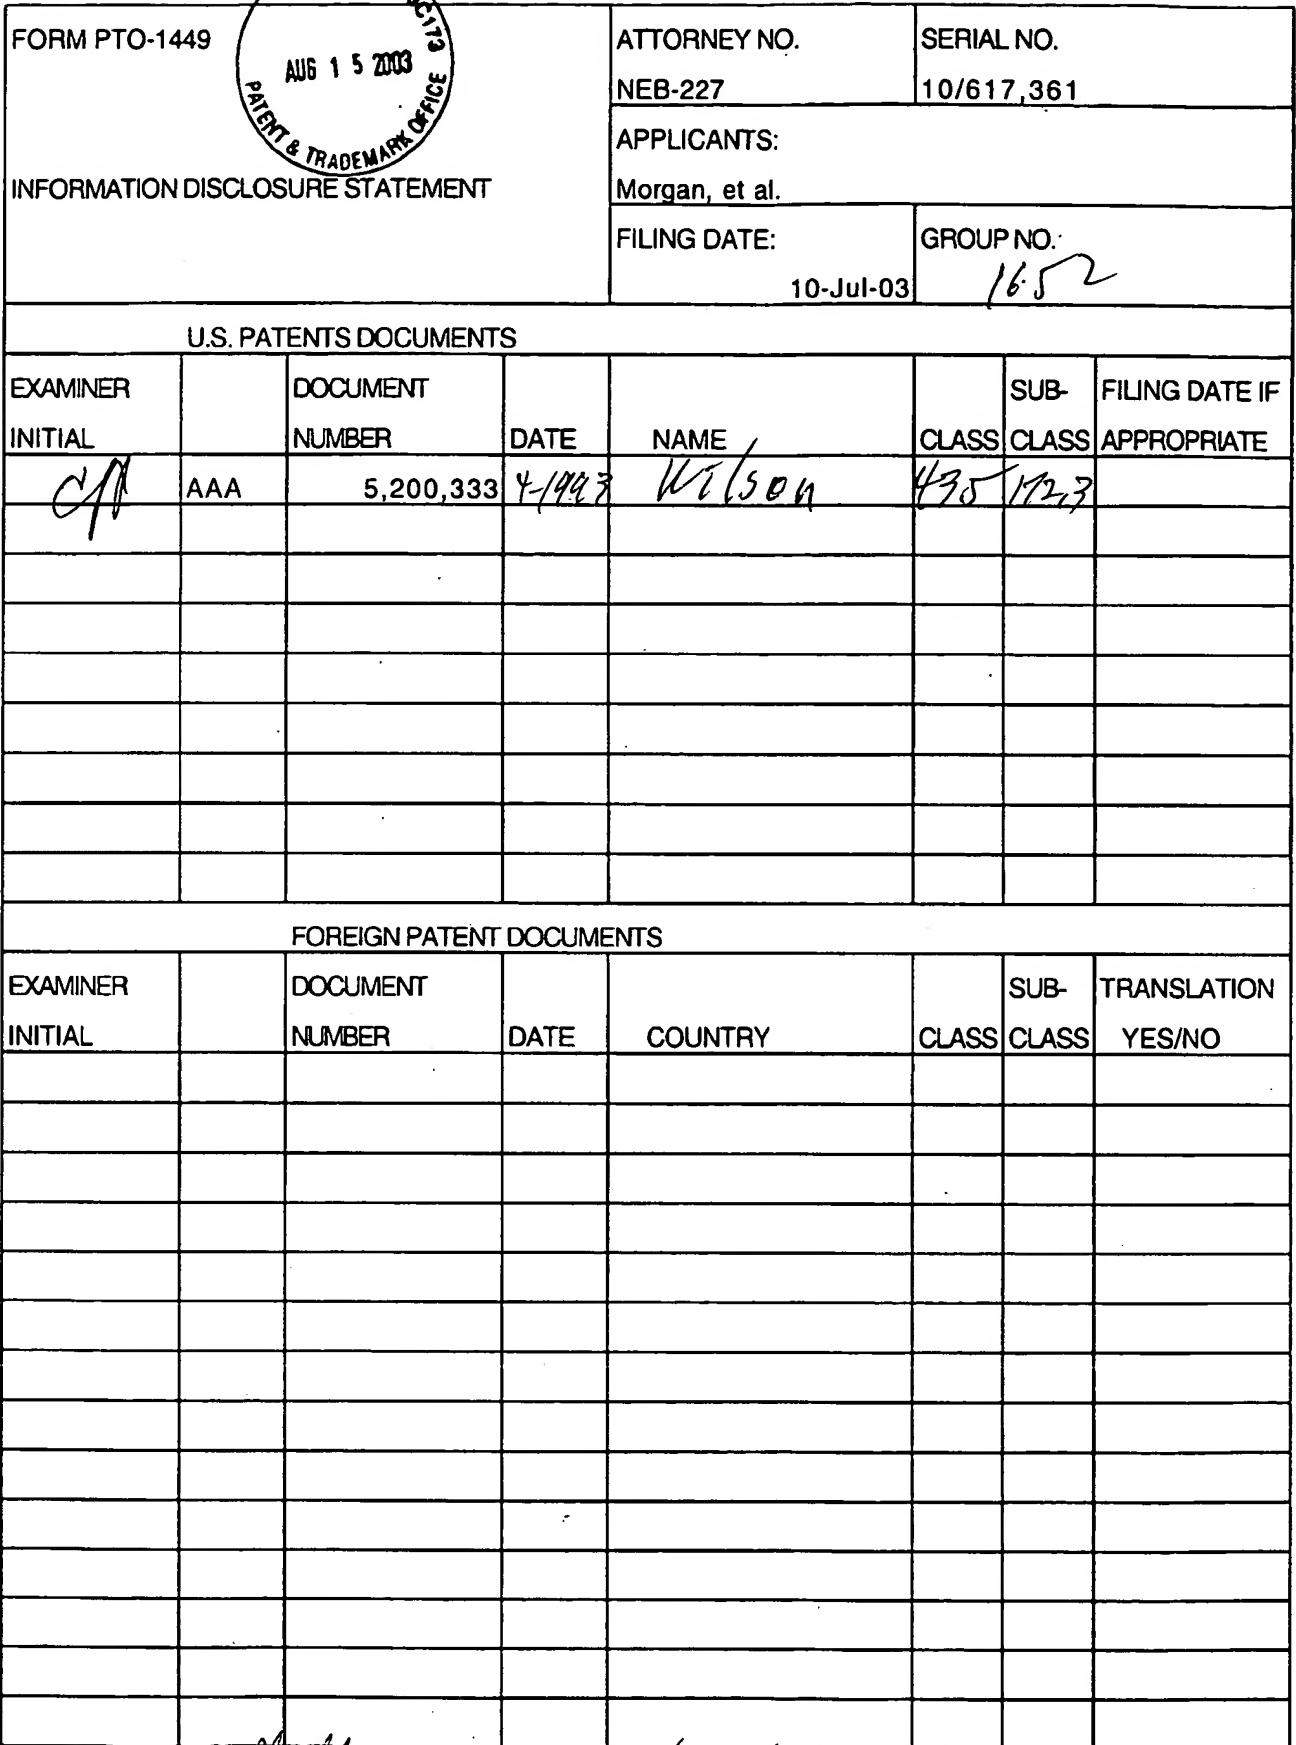 FORM PTO-1449
AUG 1 5 2003
PATENT & TRADEMARK OFFICE
INFORMATION DISCLOSURE STATEMENT
ATTORNEY NO.
NEB-227
SERIAL NO.
10/617,361
APPLICANTS:
Morgan, et al.
FILING DATE:
10-Jul-03
GROUP NO.
1652
U.S. PATENTS DOCUMENTS
EXAMINER INITIAL
DOCUMENT NUMBER
DATE
NAME
CLASS
SUB-CLASS
FILING DATE IF APPROPRIATE
AAA 5,200,333 4-1993 Wilson 435 172.3
FOREIGN PATENT DOCUMENTS
EXAMINER INITIAL
DOCUMENT NUMBER
DATE
COUNTRY
CLASS
SUB-CLASS
TRANSLATION YES/NO